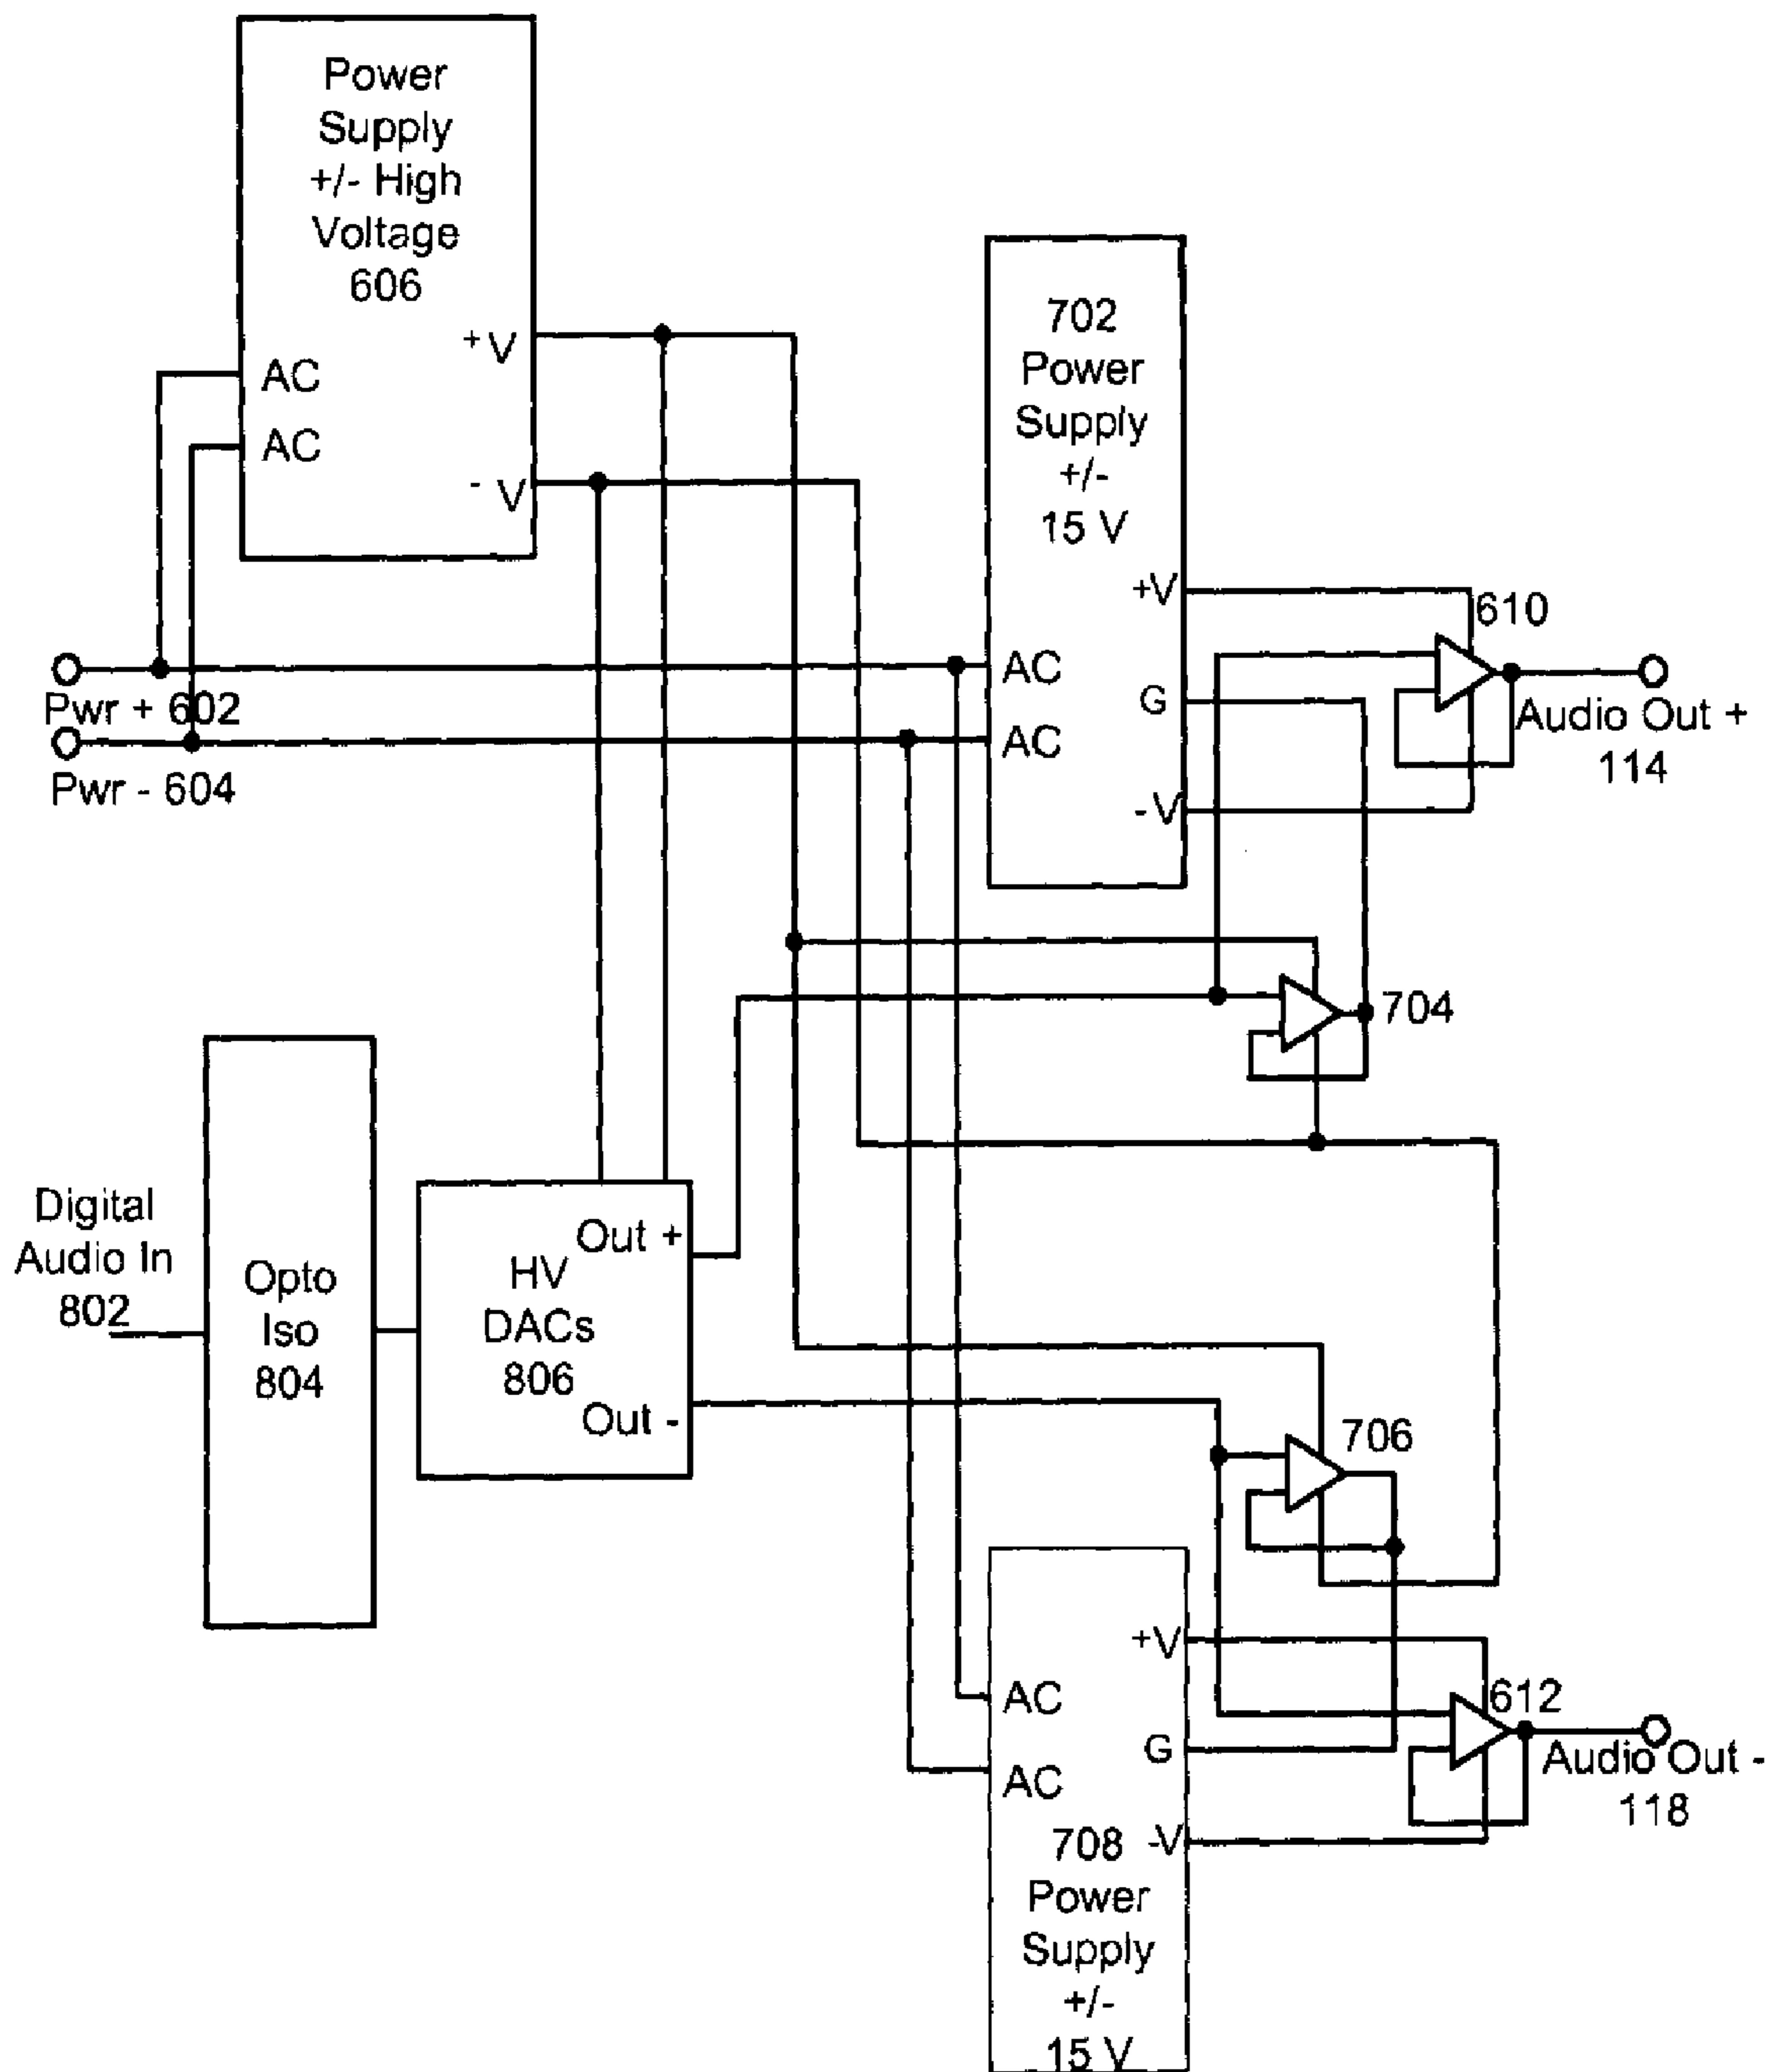 Power
Supply
+/- High
Voltage
606
+ V
AC
AC
- V
702
Power
Supply
+/-
15 V
+V
610
AC
G
AC
-V
Pwr + 602
Pwr - 604
Audio Out +
114
704
Digital
Audio In
802
Opto
Iso
804
Out +
HV
DACs
806
Out -
706
+V
AC
612
G
AC
Audio Out -
118
708
-V
Power
Supply
+/-
15 V